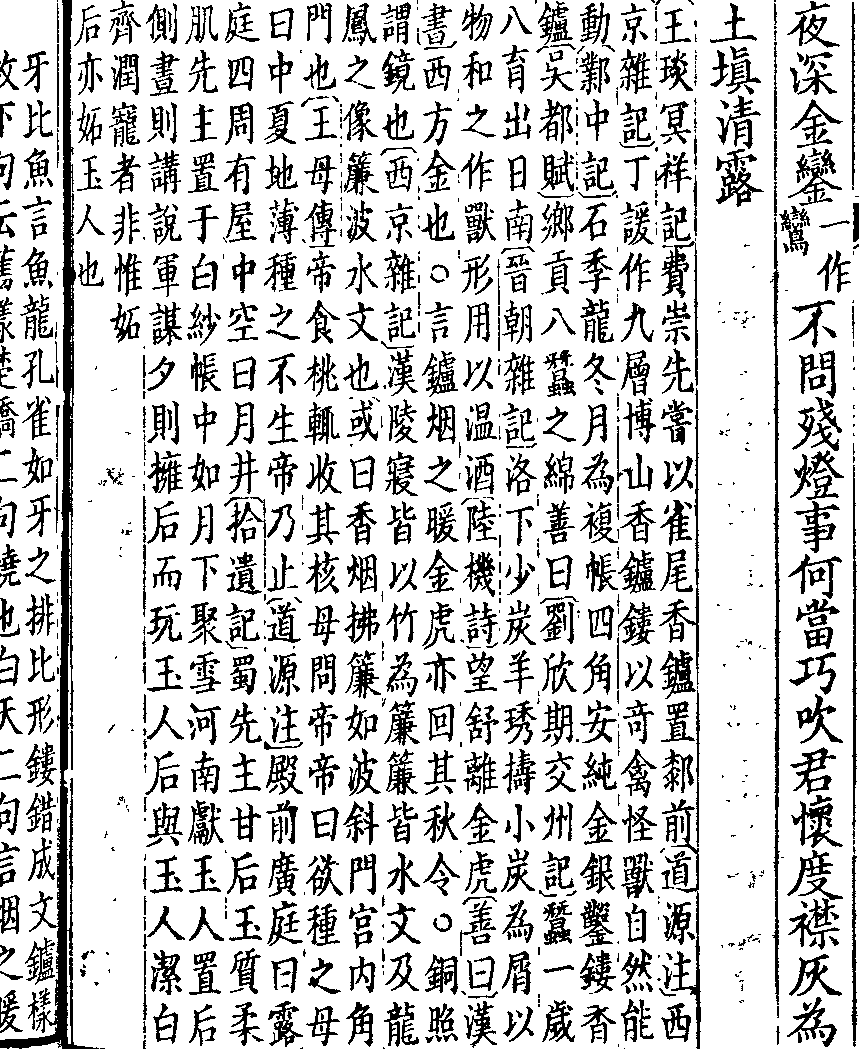 夜深金鑾一作鸞不問殘燈事何當巧吹君懷度襟灰為
土塡清露
王琰冥祥記費崇先嘗以雀尾香鑪置郄前道源注西
京雜記丁諼作九層博山香鑪鏤以奇禽怪獸自然能
動鄴中記石季龍冬月為複帳四角安純金銀鑿鏤香
鑪吳都賦鄉貢八蠶之綿善曰劉欣期交州記蠶一歲
八育出日南晉朝雜記洛下少炭羊琇擣小炭為屑以
物和之作獸形用以温酒陸機詩望舒離金虎善曰漢
書西方金也○言鑪烟之暖金虎亦回其秋令○銅照
謂鏡也西京雜記漢陵寢皆以竹為簾簾皆水文及龍
鳳之像簾波水文也或曰香烟拂簾如波斜門宮内角
門也王母傳帝食桃輒收其核母問帝帝曰欲種之母
曰中夏地薄種之不生帝乃止道源注殿前廣庭曰露
庭四周有屋中空曰月井拾遺記蜀先主甘后玉質柔
肌先主置于白紗帳中如月下聚雪河南獻玉人置后
側晝則講說軍謀夕則擁后而玩玉人后與玉人潔白
齊潤寵者非惟妬
后亦妬玉人也
牙比魚言魚龍孔雀如牙之排比形鏤錯成文鑪樣
故下句云舊樣楚嬌二句曉也白天二句言烟之暖